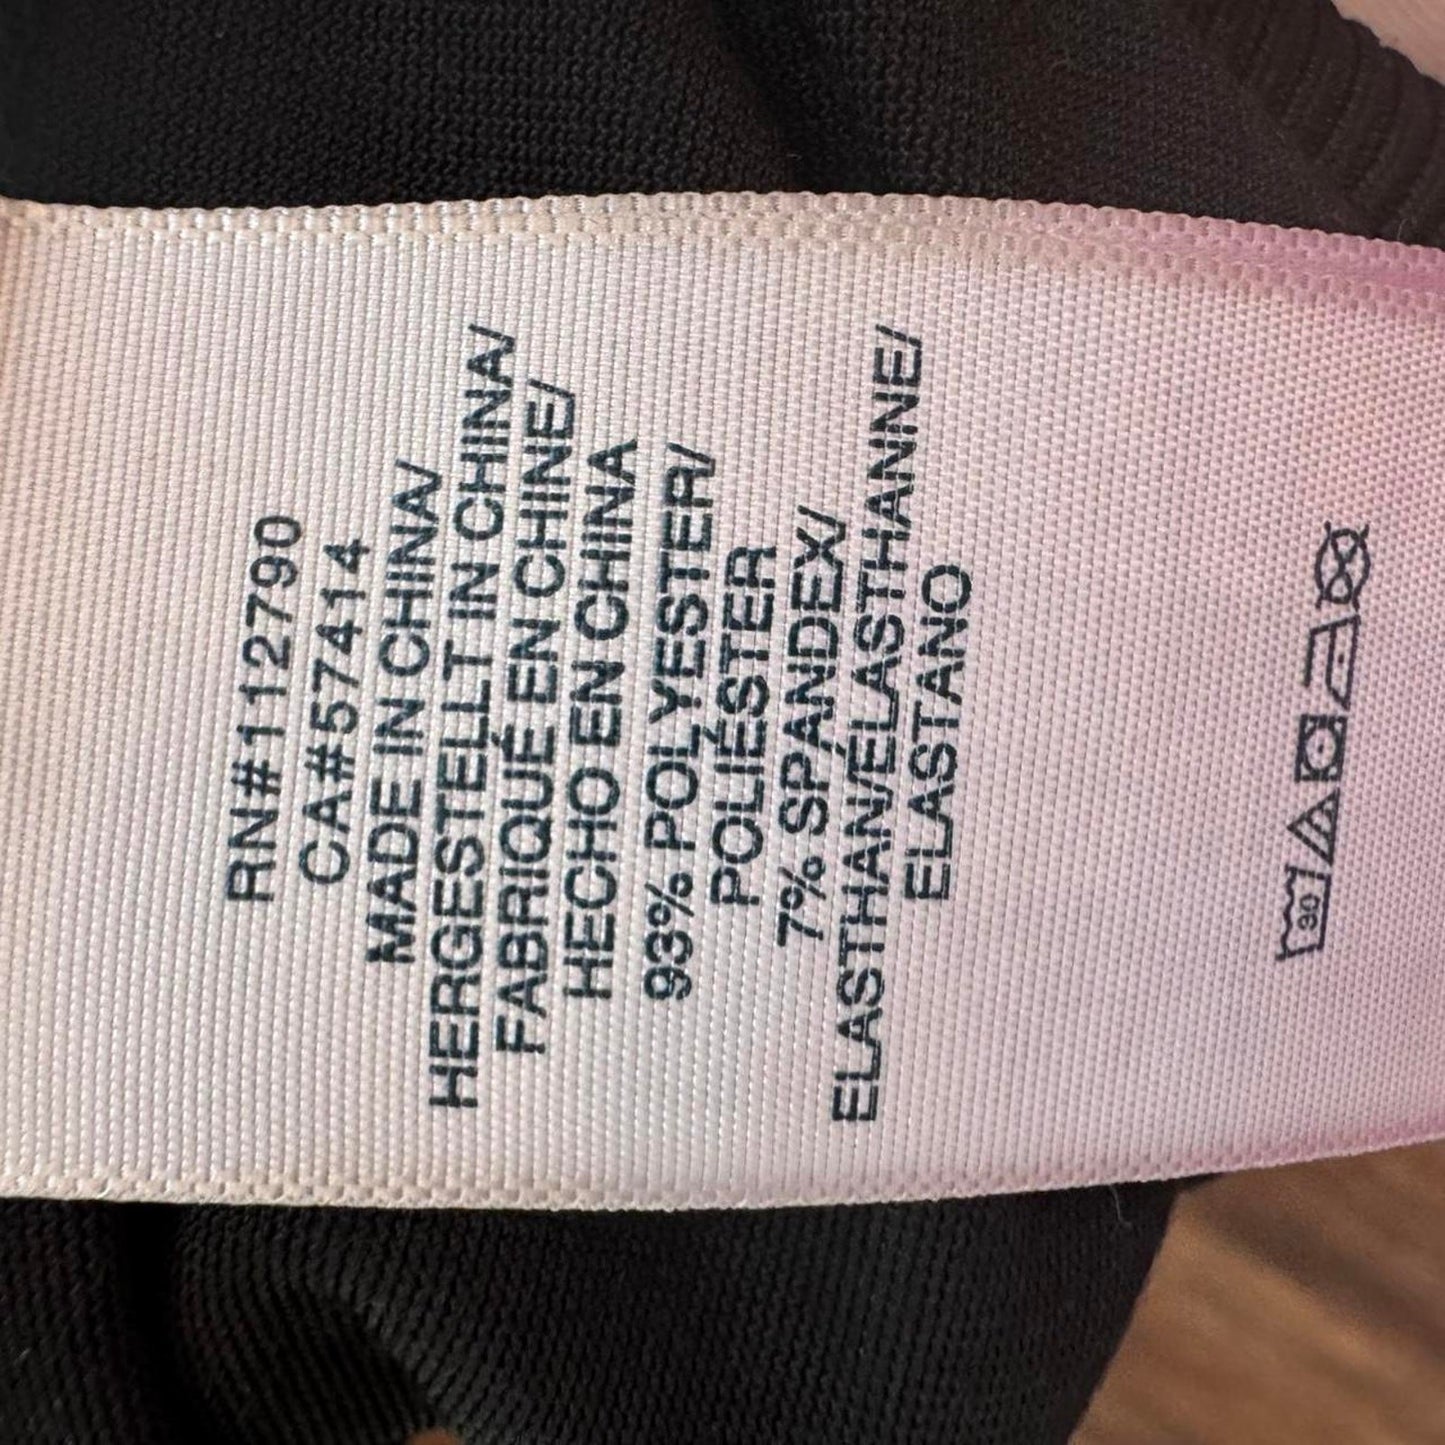 RN#112790
CA#57414
MADE IN CHINA/
HERGESTELLT IN CHINA/
FABRIQUÉ EN CHINE/
HECHO EN CHINA
93% POLYESTER/
POLIÉSTER
7% SPANDEX/
ELASTHAN/ÉLASTHANNE/
ELASTANO
30